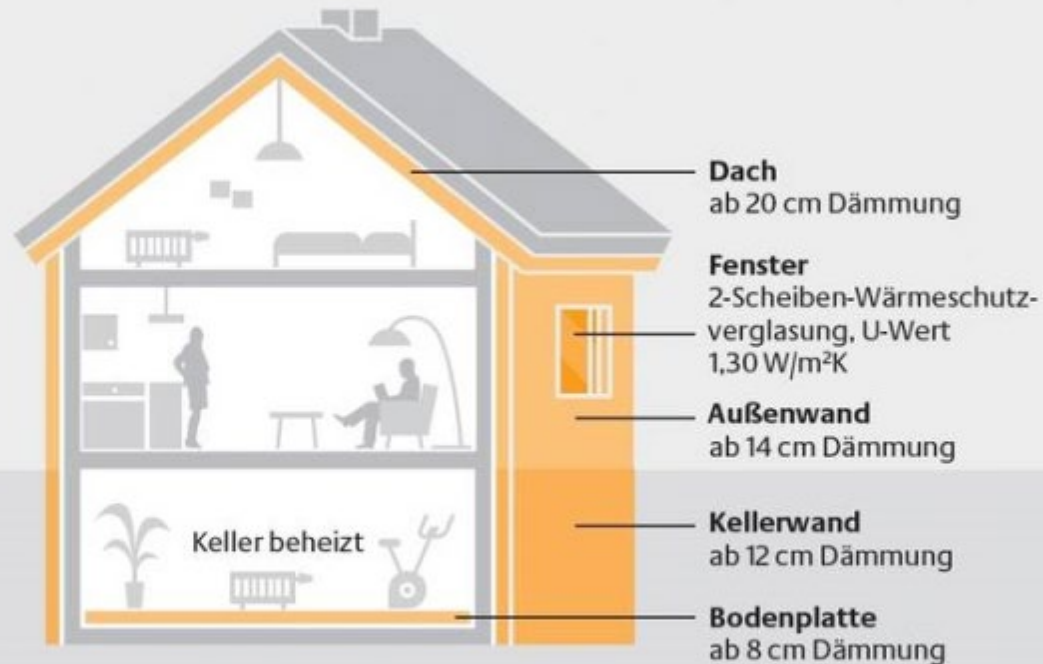 Dach
ab 20 cm Dämmung
Fenster
2-Scheiben-Wärmeschutz-
verglasung, U-Wert
1,30 W/m²K
Außenwand
ab 14 cm Dämmung
Keller beheizt
Kellerwand
ab 12 cm Dämmung
Bodenplatte
ab 8 cm Dämmung